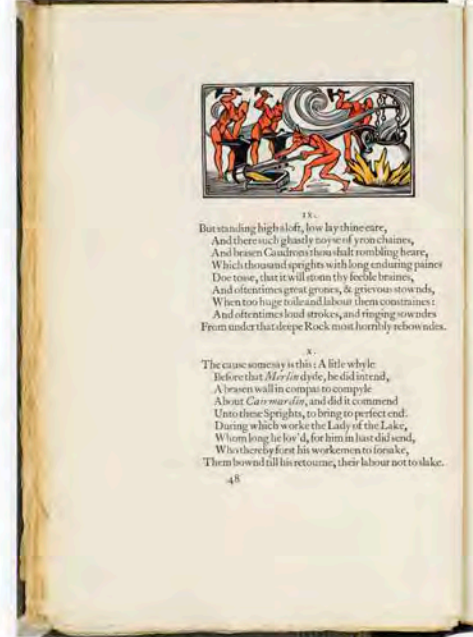 ix.
But standing high aloft, low lay thine eare,
And there such ghastly noyse of yron chaines,
And brasen Caudrons thou shalt rombling heare,
Which thousand sprights with long enduring paines
Doe tosse, that it will stonn thy feeble braines,
And oftentimes great grones, & grievous stownds,
When too huge toile and labour them constraines:
And oftentimes loud strokes, and ringing sowndes
From under that deepe Rock most horribly rebowndes.
x.
The cause some say is this: A litle whyle
Before that Merlin dyde, he did intend,
A brasen wall in compas to compyle
About Cairmardin, and did it commend
Unto these Sprights, to bring to perfect end.
During which worke the Lady of the Lake,
Whom long he lov'd, for him in hast did send,
Who thereby forst his workemen to forsake,
Them bownd till his retourne, their labour not to slake.
48